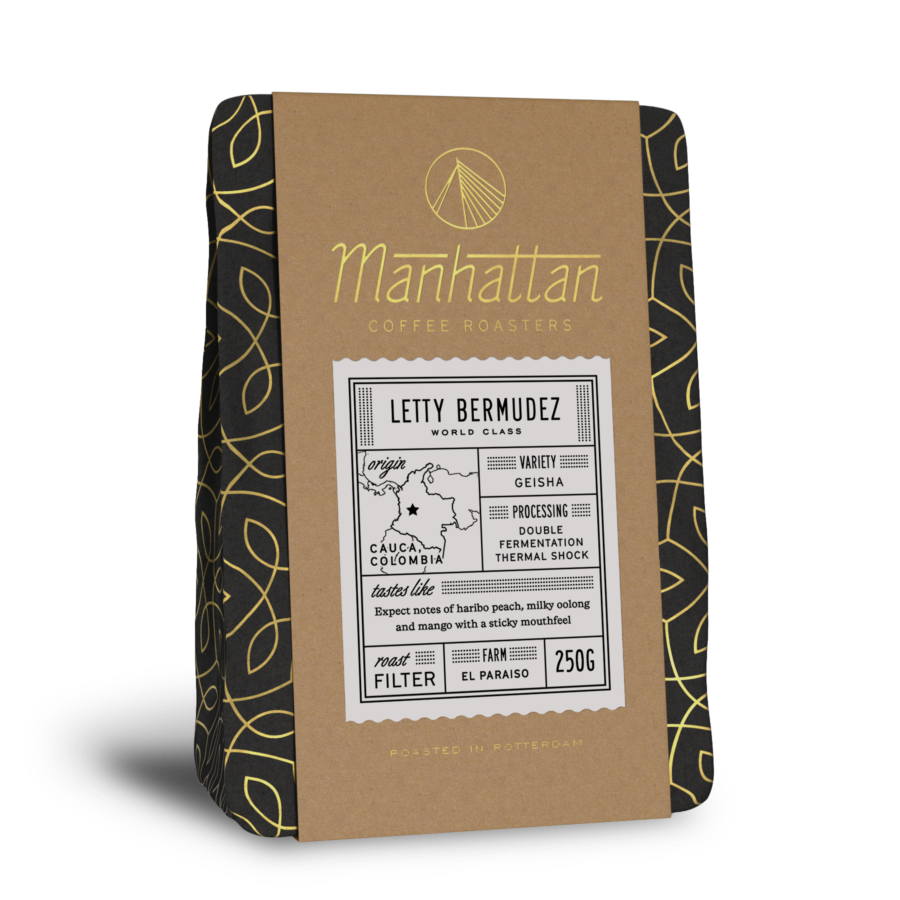 Manhattan
COFFEE ROASTERS
LETTY BERMUDEZ
WORLD CLASS
origin
CAUCA,
COLOMBIA
VARIETY
GEISHA
PROCESSING
DOUBLE
FERMENTATION
THERMAL SHOCK
tastes like
Expect notes of haribo peach, milky oolong
and mango with a sticky mouthfeel
roast
FILTER
FARM
EL PARAISO
250G
ROASTED IN ROTTERDAM